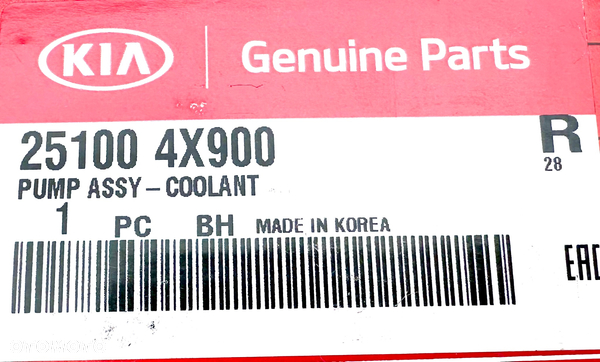 KIA Genuine Parts
25100 4X900 R
28
PUMP ASSY-COOLANT
1 PC BH MADE IN KOREA
EAC